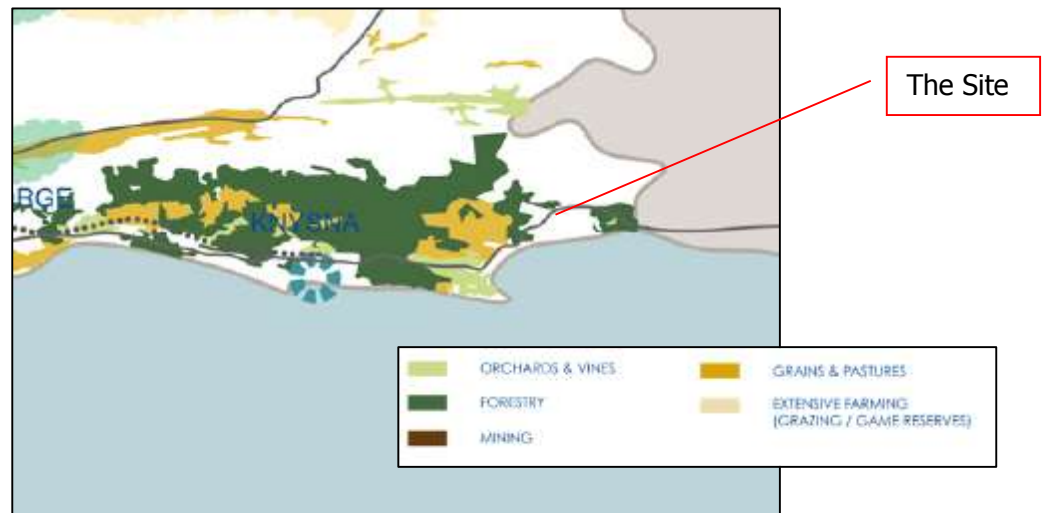 The Site
RGE
KNYSNA
ORCHARDS & VINES
FORESTRY
MINING
GRAINS & PASTURES
EXTENSIVE FARMING
(GRAZING / GAME RESERVES)